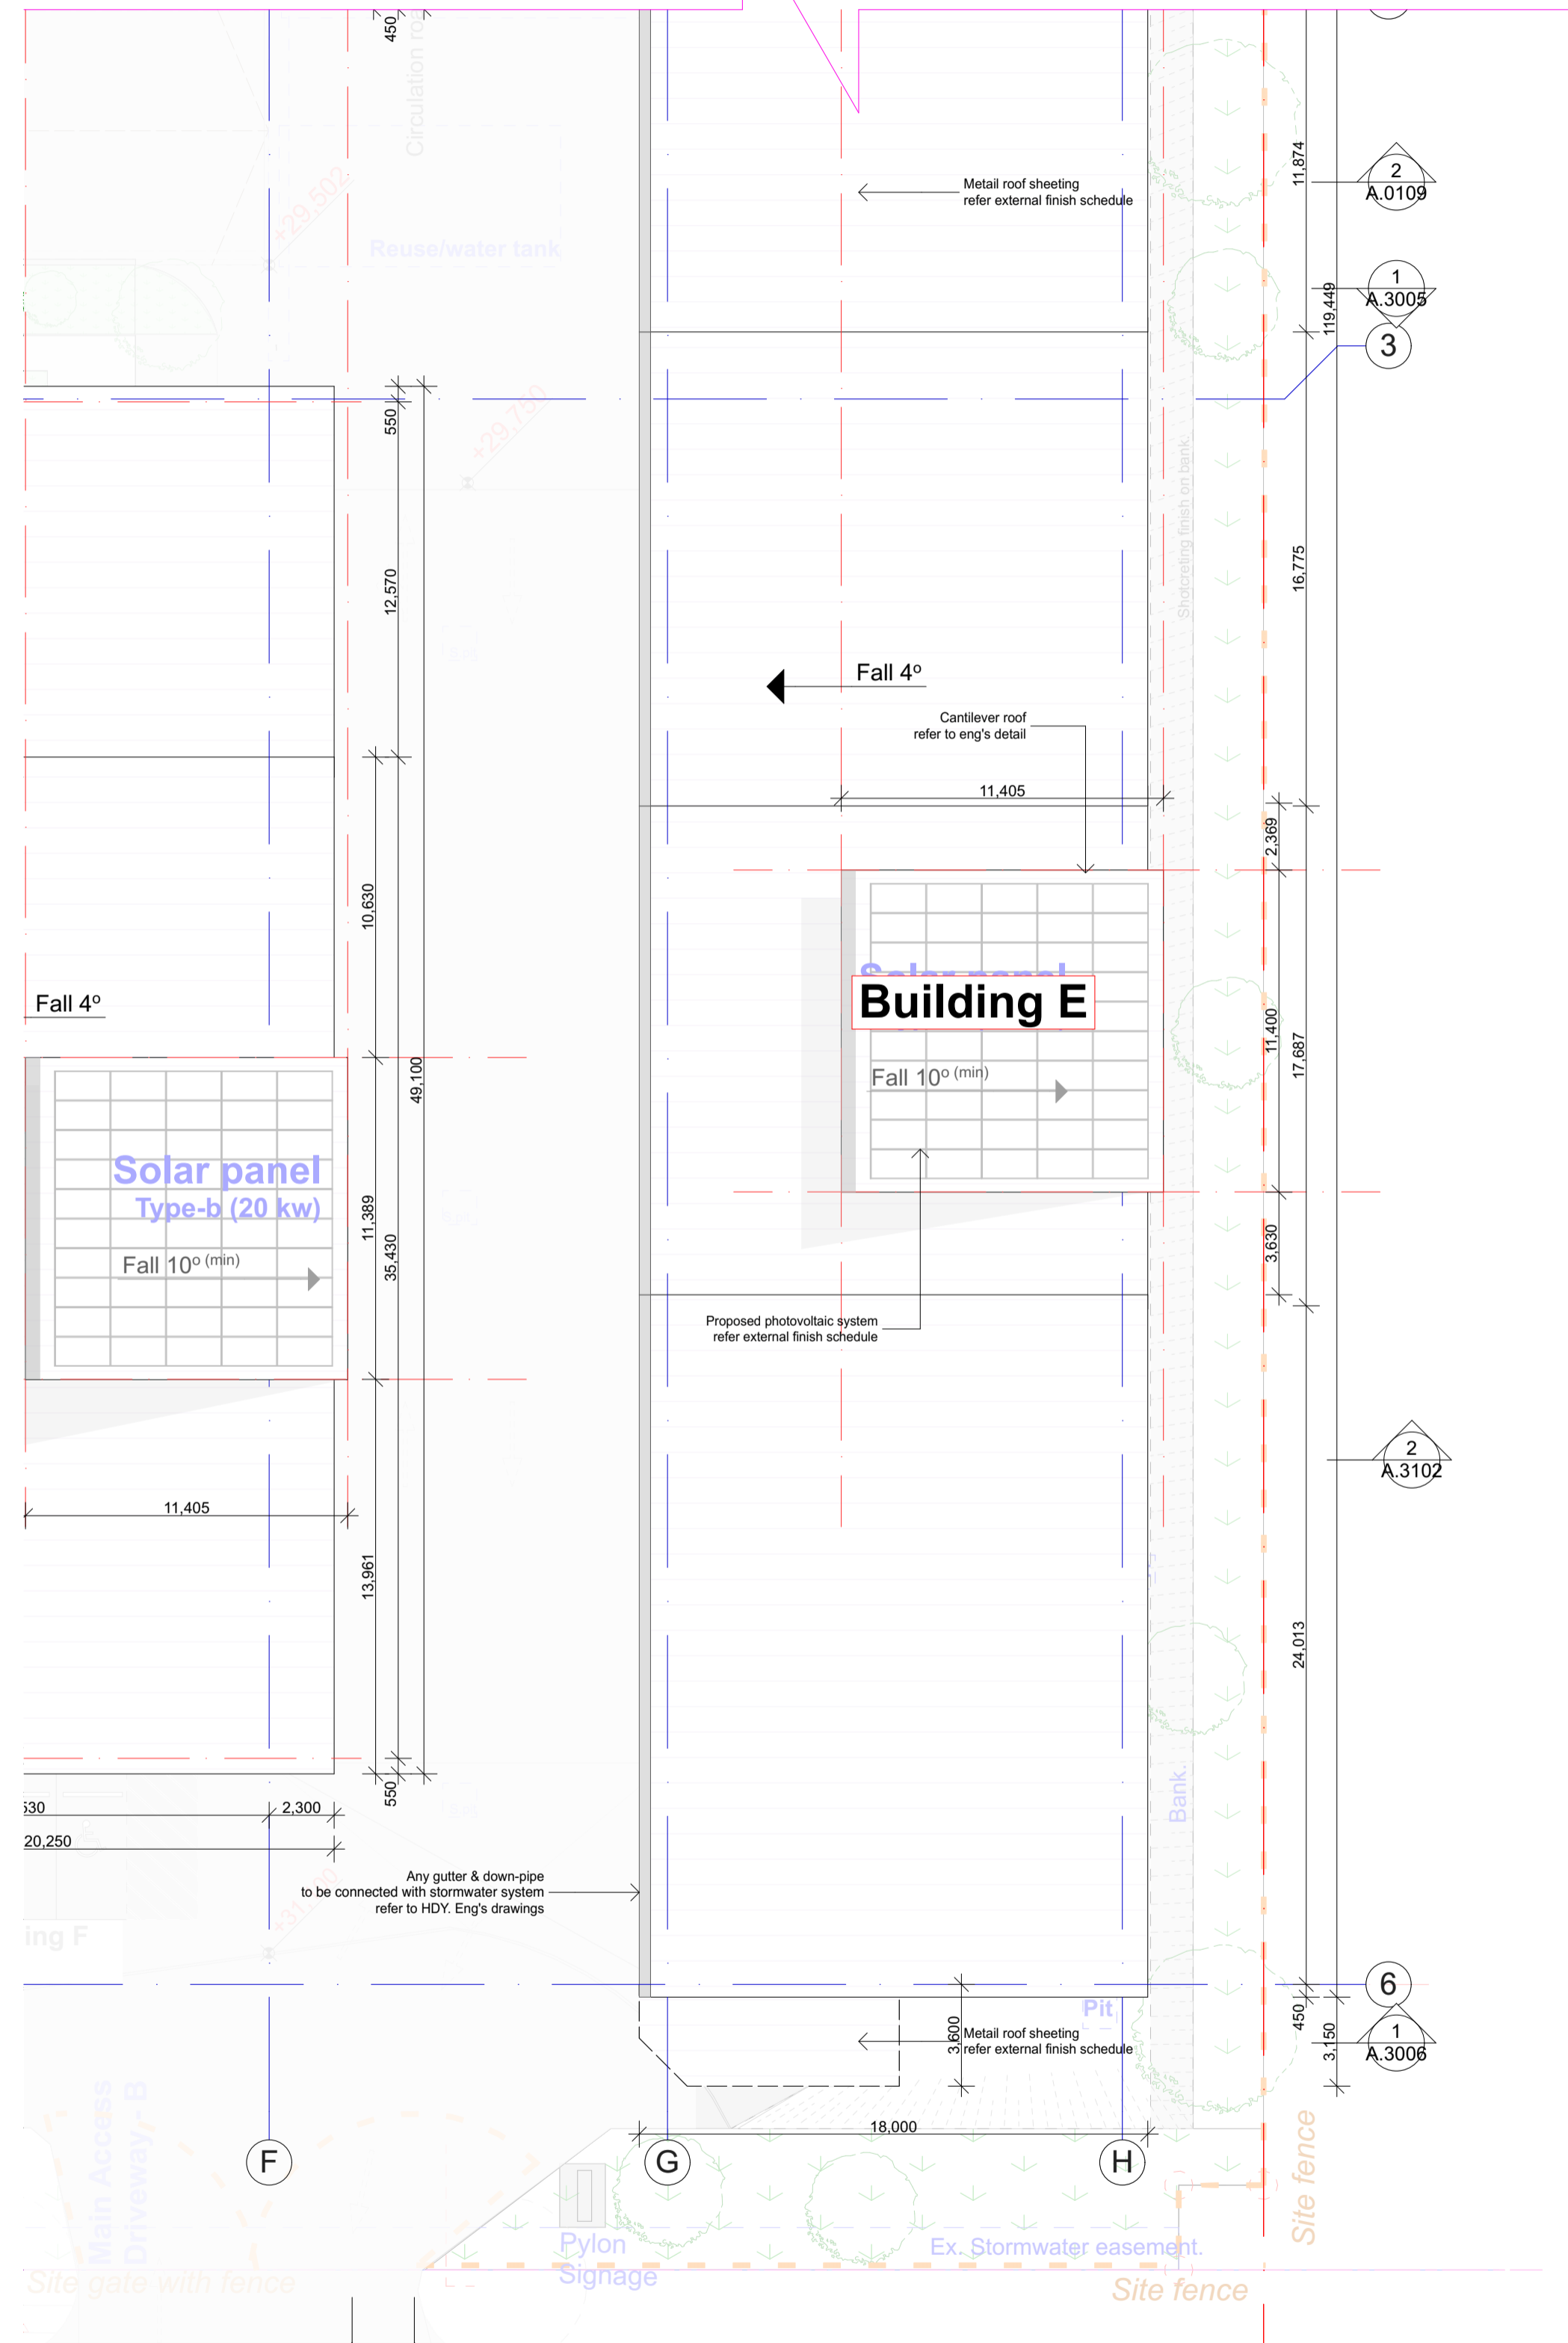 450
Circulation roa
+29,502
Reuse/water tank
Metail roof sheeting
refer external finish schedule
11,874
2
A.0109
1
A.3005
119,449
3
550
+29,750
12,570
Shotcreting finish on bank.
16,775
Fall 4º
Cantilever roof
refer to eng's detail
11,405
2,369
10,630
Fall 4º
Solar panel
Building E
Fall 10º (min)
11,400
17,687
49,100
Solar panel
Type-b (20 kw)
Fall 10º (min)
11,389
35,430
3,630
Proposed photovoltaic system
refer external finish schedule
2
A.3102
11,405
13,961
24,013
550
530
2,300
20,250
Bank.
Any gutter & down-pipe
to be connected with stormwater system
refer to HDY. Eng's drawings
ing F
6
Pit
450
3,600
Metail roof sheeting
refer external finish schedule
3,150
1
A.3006
18,000
F
G
H
Main Access
Driveway - B
Site fence
Pylon
Signage
Ex. Stormwater easement.
Site gate with fence
Site fence